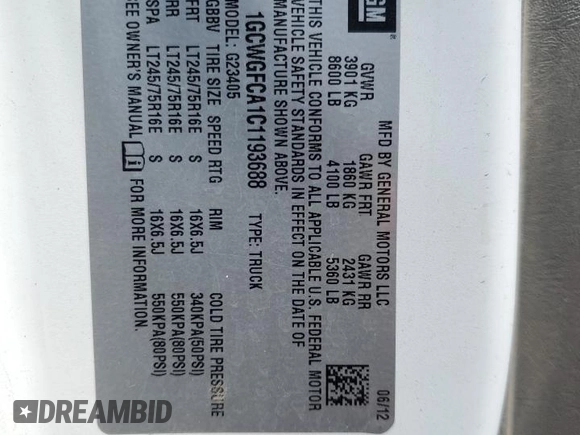 GM
MFD BY GENERAL MOTORS LLC 06/12
GVWR GAWR FRT GAWR RR
3901 KG 1860 KG 2431 KG
8600 LB 4100 LB 5360 LB
THIS VEHICLE CONFORMS TO ALL APPLICABLE U.S. FEDERAL MOTOR
VEHICLE SAFETY STANDARDS IN EFFECT ON THE DATE OF
MANUFACTURE SHOWN ABOVE.
1GCWGFCA1C1193688 TYPE: TRUCK
MODEL: G23405
GBBV TIRE SIZE SPEED RTG RIM COLD TIRE PRESSURE
FRT LT245/75R16E S 16X6.5J 340KPA(50PSI)
RR LT245/75R16E S 16X6.5J 550KPA(80PSI)
SPA LT245/75R16E S 16X6.5J 550KPA(80PSI)
SEE OWNER'S MANUAL i FOR MORE INFORMATION.
DREAMBID